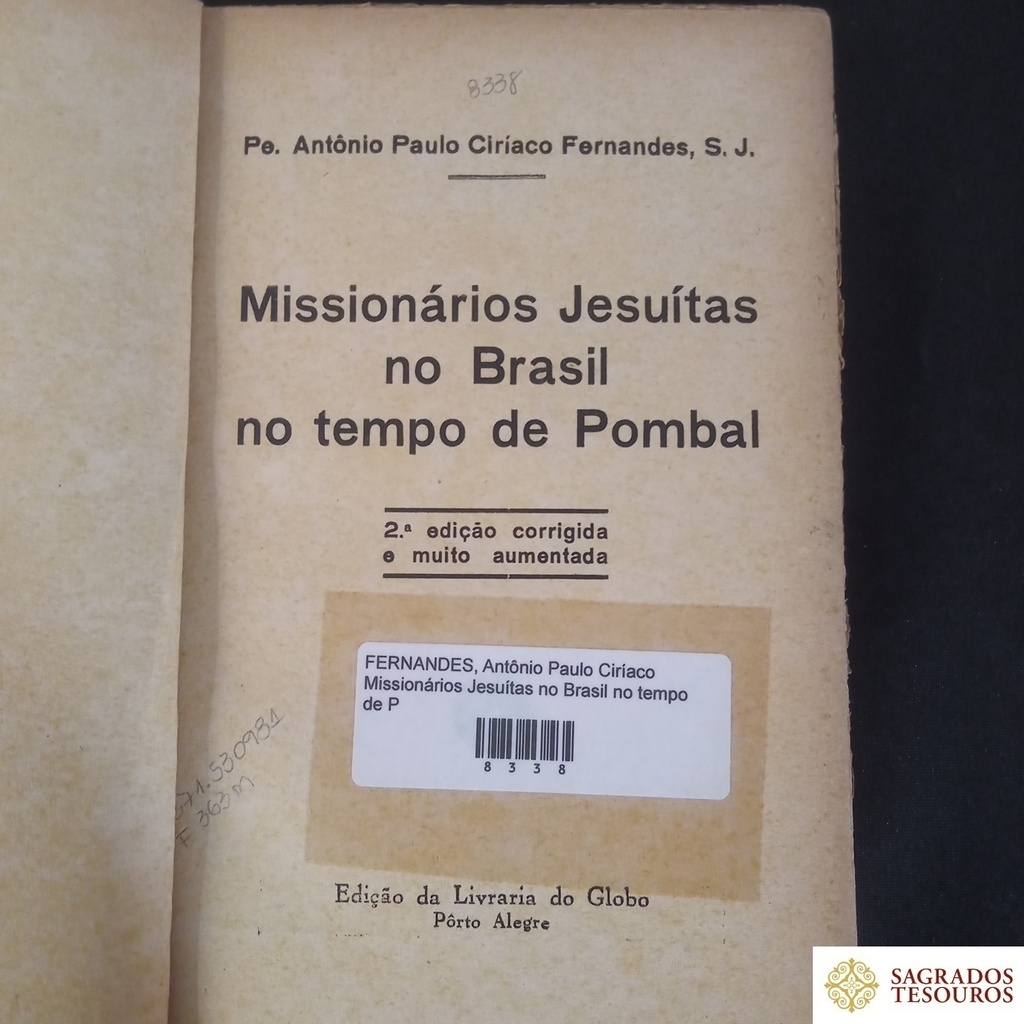 8338
Pe. Antônio Paulo Ciríaco Fernandes, S. J.
Missionários Jesuítas
no Brasil
no tempo de Pombal
2.ª edição corrigida
e muito aumentada
FERNANDES, Antônio Paulo Ciríaco
Missionários Jesuítas no Brasil no tempo
de P
8 3 3 8
F 363m
Edição da Livraria do Globo
Pôrto Alegre
SAGRADOS
TESOUROS